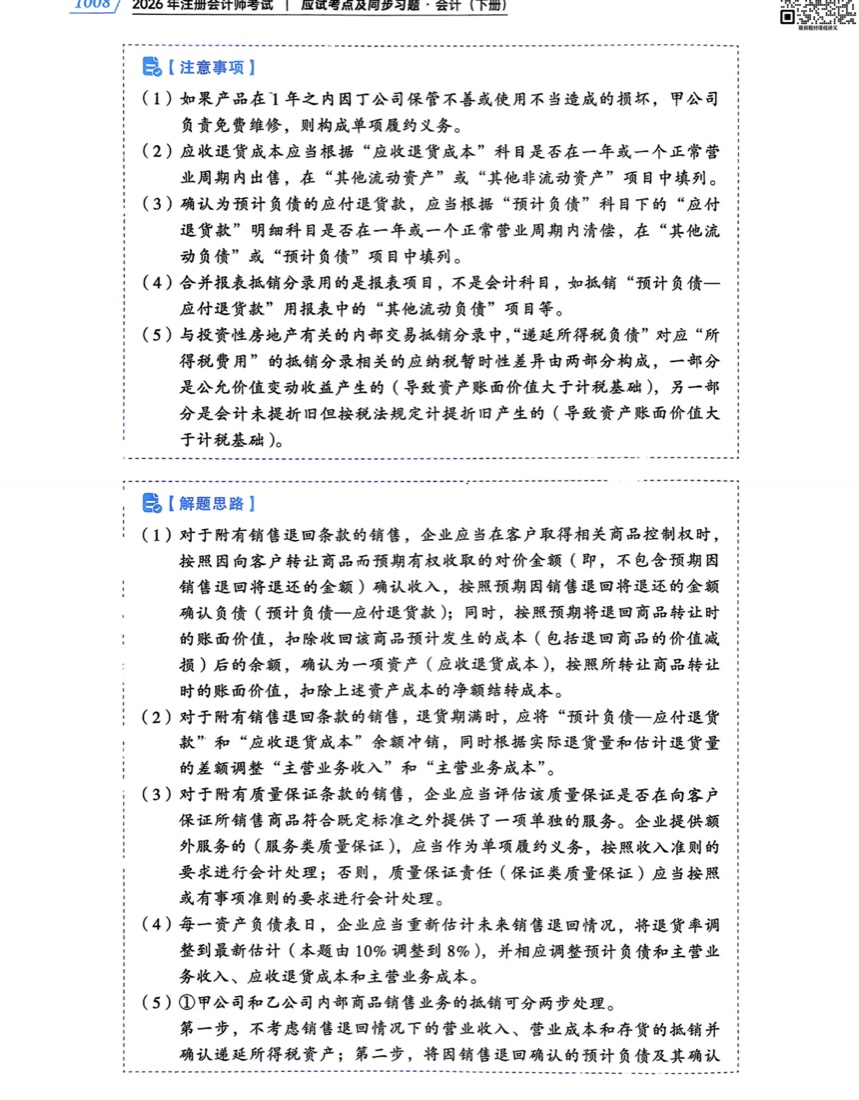 1008 2026年注册会计师考试 | 应试考点及同步习题·会计(下册)
【注意事项】
(1)如果产品在1年之内因丁公司保管不善或使用不当造成的损坏,甲公司
负责免费维修,则构成单项履约义务。
(2)应收退货成本应当根据“应收退货成本”科目是否在一年或一个正常营
业周期内出售,在“其他流动资产”或“其他非流动资产”项目中填列。
(3)确认为预计负债的应付退货款,应当根据“预计负债”科目下的“应付
退货款”明细科目是否在一年或一个正常营业周期内清偿,在“其他流
动负债”或“预计负债”项目中填列。
(4)合并报表抵销分录用的是报表项目,不是会计科目,如抵销“预计负债—
应付退货款”用报表中的“其他流动负债”项目等。
(5)与投资性房地产有关的内部交易抵销分录中,“递延所得税负债”对应“所
得税费用”的抵销分录相关的应纳税暂时性差异由两部分构成,一部分
是公允价值变动收益产生的(导致资产账面价值大于计税基础),另一部
分是会计未提折旧但按税法规定计提折旧产生的(导致资产账面价值大
于计税基础)。
【解题思路】
(1)对于附有销售退回条款的销售,企业应当在客户取得相关商品控制权时,
按照因向客户转让商品而预期有权收取的对价金额(即,不包含预期因
销售退回将退还的金额)确认收入,按照预期因销售退回将退还的金额
确认负债(预计负债—应付退货款);同时,按照预期将退回商品转让时
的账面价值,扣除收回该商品预计发生的成本(包括退回商品的价值减
损)后的余额,确认为一项资产(应收退货成本),按照所转让商品转让
时的账面价值,扣除上述资产成本的净额结转成本。
(2)对于附有销售退回条款的销售,退货期满时,应将“预计负债—应付退货
款”和“应收退货成本”余额冲销,同时根据实际退货量和估计退货量
的差额调整“主营业务收入”和“主营业务成本”。
(3)对于附有质量保证条款的销售,企业应当评估该质量保证是否在向客户
保证所销售商品符合既定标准之外提供了一项单独的服务。企业提供额
外服务的(服务类质量保证),应当作为单项履约义务,按照收入准则的
要求进行会计处理;否则,质量保证责任(保证类质量保证)应当按照
或有事项准则的要求进行会计处理。
(4)每一资产负债表日,企业应当重新估计未来销售退回情况,将退货率调
整到最新估计(本题由10%调整到8%),并相应调整预计负债和主营业
务收入、应收退货成本和主营业务成本。
(5)①甲公司和乙公司内部商品销售业务的抵销可分两步处理。
第一步,不考虑销售退回情况下的营业收入、营业成本和存货的抵销并
确认递延所得税资产;第二步,将因销售退回确认的预计负债及其确认